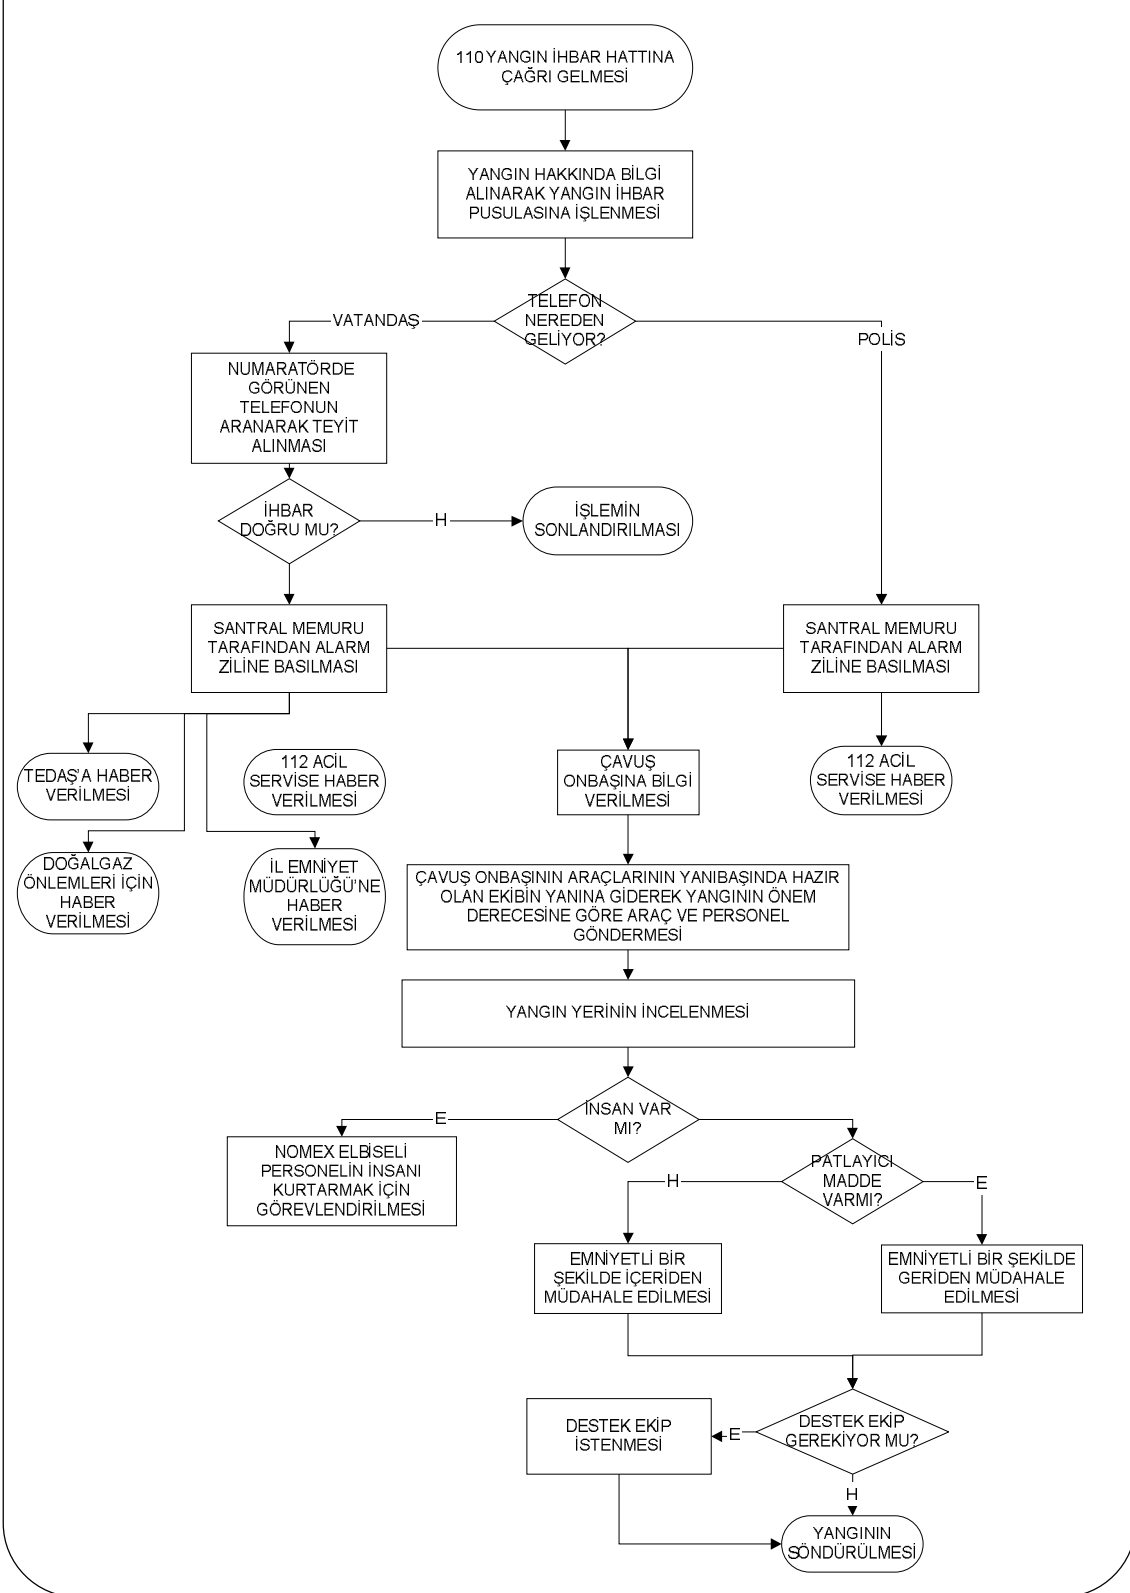 110 YANGIN İHBAR HATTINA
ÇAĞRI GELMESİ
YANGIN HAKKINDA BİLGİ
ALINARAK YANGIN İHBAR
PUSULASINA İŞLENMESİ
TELEFON
NEREDEN
GELİYOR?
VATANDAŞ
POLİS
NUMARATÖRDE
GÖRÜNEN
TELEFONUN
ARANARAK TEYİT
ALINMASI
İHBAR
DOĞRU MU?
H
İŞLEMİN
SONLANDIRILMASI
SANTRAL MEMURU
TARAFINDAN ALARM
ZİLİNE BASILMASI
SANTRAL MEMURU
TARAFINDAN ALARM
ZİLİNE BASILMASI
TEDAŞ'A HABER
VERİLMESİ
112 ACİL
SERVİSE HABER
VERİLMESİ
ÇAVUŞ
ONBAŞINA BİLGİ
VERİLMESİ
112 ACİL
SERVİSE HABER
VERİLMESİ
DOĞALGAZ
ÖNLEMLERİ İÇİN
HABER
VERİLMESİ
İL EMNİYET
MÜDÜRLÜĞÜ'NE
HABER
VERİLMESİ
ÇAVUŞ ONBAŞININ ARAÇLARININ YANIBAŞINDA HAZIR
OLAN EKİBİN YANINA GİDEREK YANGININ ÖNEM
DERECESİNE GÖRE ARAÇ VE PERSONEL
GÖNDERMESİ
YANGIN YERİNİN İNCELENMESİ
İNSAN VAR
MI?
E
NOMEX ELBİSELİ
PERSONELİN İNSANI
KURTARMAK İÇİN
GÖREVLENDİRİLMESİ
PATLAYICI
MADDE
VARMI?
H
E
EMNİYETLİ BİR
ŞEKİLDE İÇERİDEN
MÜDAHALE EDİLMESİ
EMNİYETLİ BİR ŞEKİLDE
GERİDEN MÜDAHALE
EDİLMESİ
DESTEK EKİP
GEREKİYOR MU?
E
DESTEK EKİP
İSTENMESİ
H
YANGININ
SÖNDÜRÜLMESİ